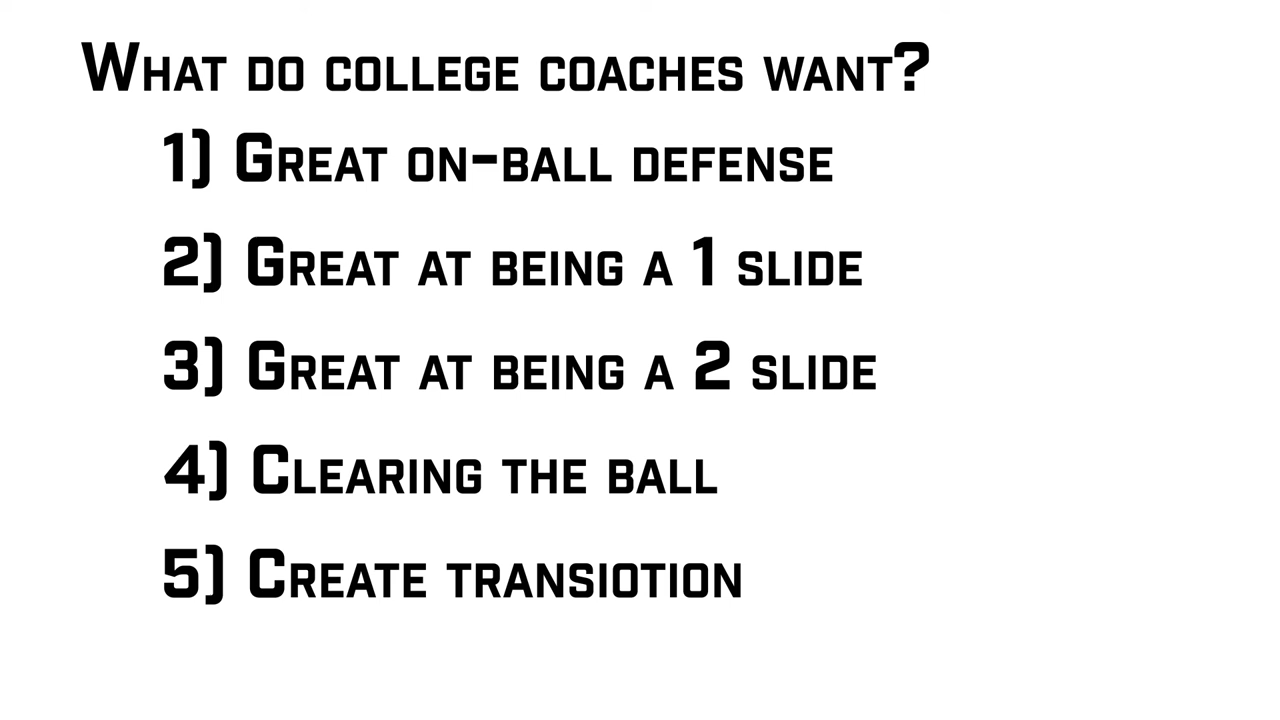 What do college coaches want?
1) Great on-ball defense
2) Great at being a 1 slide
3) Great at being a 2 slide
4) Clearing the ball
5) Create transiotion